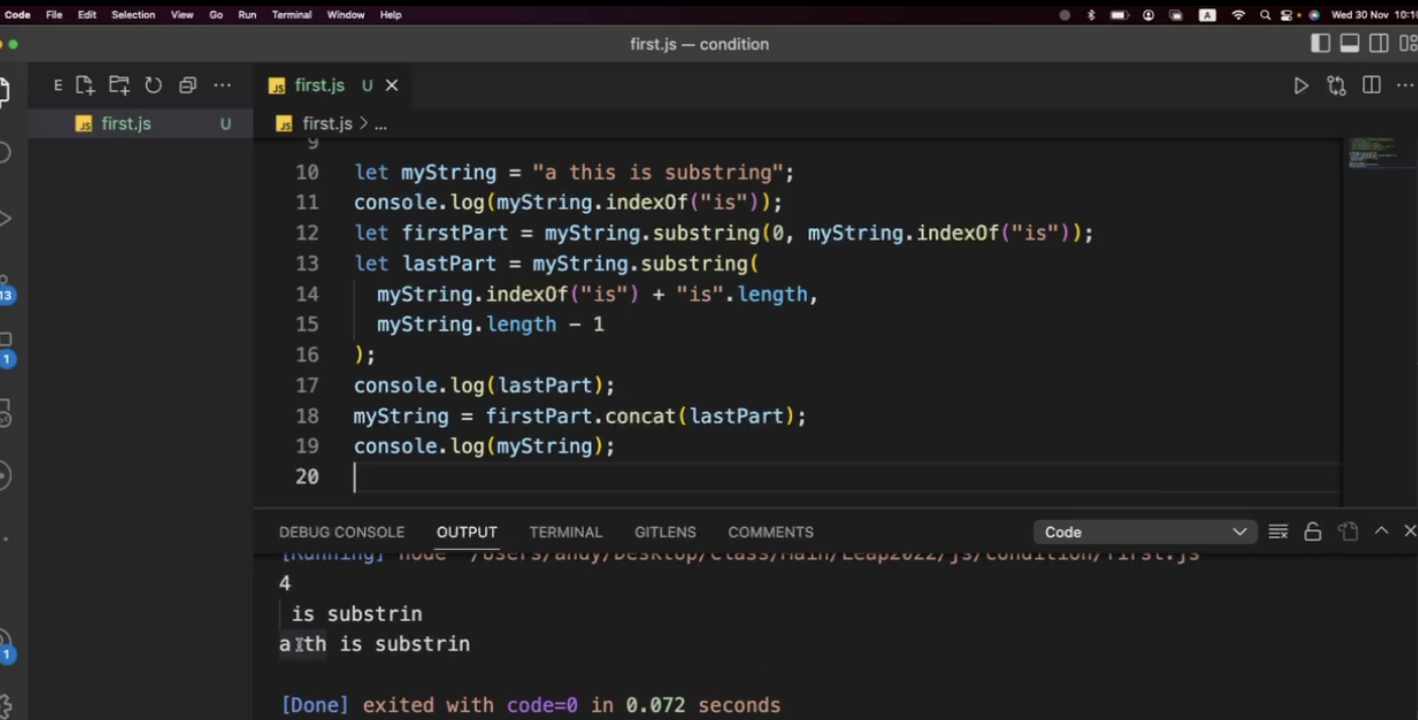 Code File Edit Selection View Go Run Terminal Window Help A Wed 30 Nov
first.js — condition
E first.js U
first.js U
first.js > ...
9
10 let myString = "a this is substring";
11 console.log(myString.indexOf("is"));
12 let firstPart = myString.substring(0, myString.indexOf("is"));
13 let lastPart = myString.substring(
14 myString.indexOf("is") + "is".length,
15 myString.length - 1
16 );
17 console.log(lastPart);
18 myString = firstPart.concat(lastPart);
19 console.log(myString);
20
13
1
1
DEBUG CONSOLE OUTPUT TERMINAL GITLENS COMMENTS Code
[Running] node "/Users/andy/Desktop/Class/Main/Leap2022/js/condition/first.js"
4
is substrin
a th is substrin
[Done] exited with code=0 in 0.072 seconds